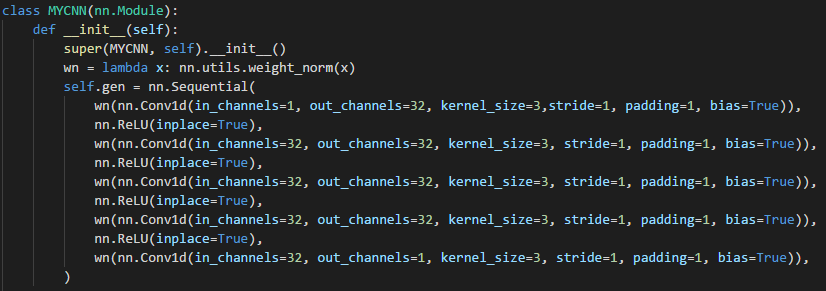 class MYCNN(nn.Module):
    def __init__(self):
        super(MYCNN, self).__init__()
        wn = lambda x: nn.utils.weight_norm(x)
        self.gen = nn.Sequential(
            wn(nn.Conv1d(in_channels=1, out_channels=32, kernel_size=3,stride=1, padding=1, bias=True)),
            nn.ReLU(inplace=True),
            wn(nn.Conv1d(in_channels=32, out_channels=32, kernel_size=3, stride=1, padding=1, bias=True)),
            nn.ReLU(inplace=True),
            wn(nn.Conv1d(in_channels=32, out_channels=32, kernel_size=3, stride=1, padding=1, bias=True)),
            nn.ReLU(inplace=True),
            wn(nn.Conv1d(in_channels=32, out_channels=32, kernel_size=3, stride=1, padding=1, bias=True)),
            nn.ReLU(inplace=True),
            wn(nn.Conv1d(in_channels=32, out_channels=1, kernel_size=3, stride=1, padding=1, bias=True)),
        )